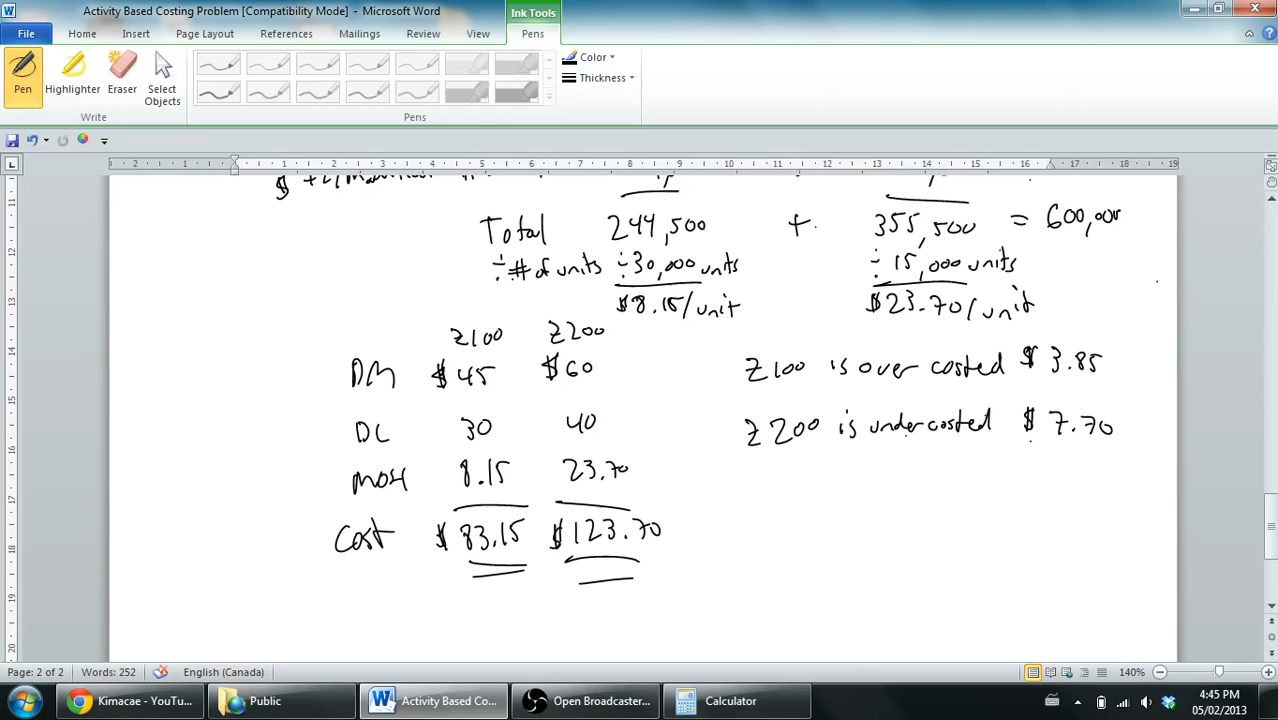 Activity Based Costing Problem [Compatibility Mode] - Microsoft Word
Ink Tools
File Home Insert Page Layout References Mailings Review View Pens
Pen Highlighter Eraser Select Objects
Color
Thickness
Write
Pens
Total 244,500 + 355,500 = 600,000
÷ # of units ÷ 30,000 units ÷ 15,000 units
$8.15/unit $23.70/unit
Z100 Z200
DM $45 $60
Z100 is over costed $3.85
DL 30 40
Z200 is undercosted $7.70
MOH 8.15 23.70
Cost $83.15 $123.70
Page: 2 of 2 Words: 252 English (Canada) 140%
Kimacae - YouTu... Public Activity Based Co... Open Broadcaster... Calculator
4:45 PM
05/02/2013